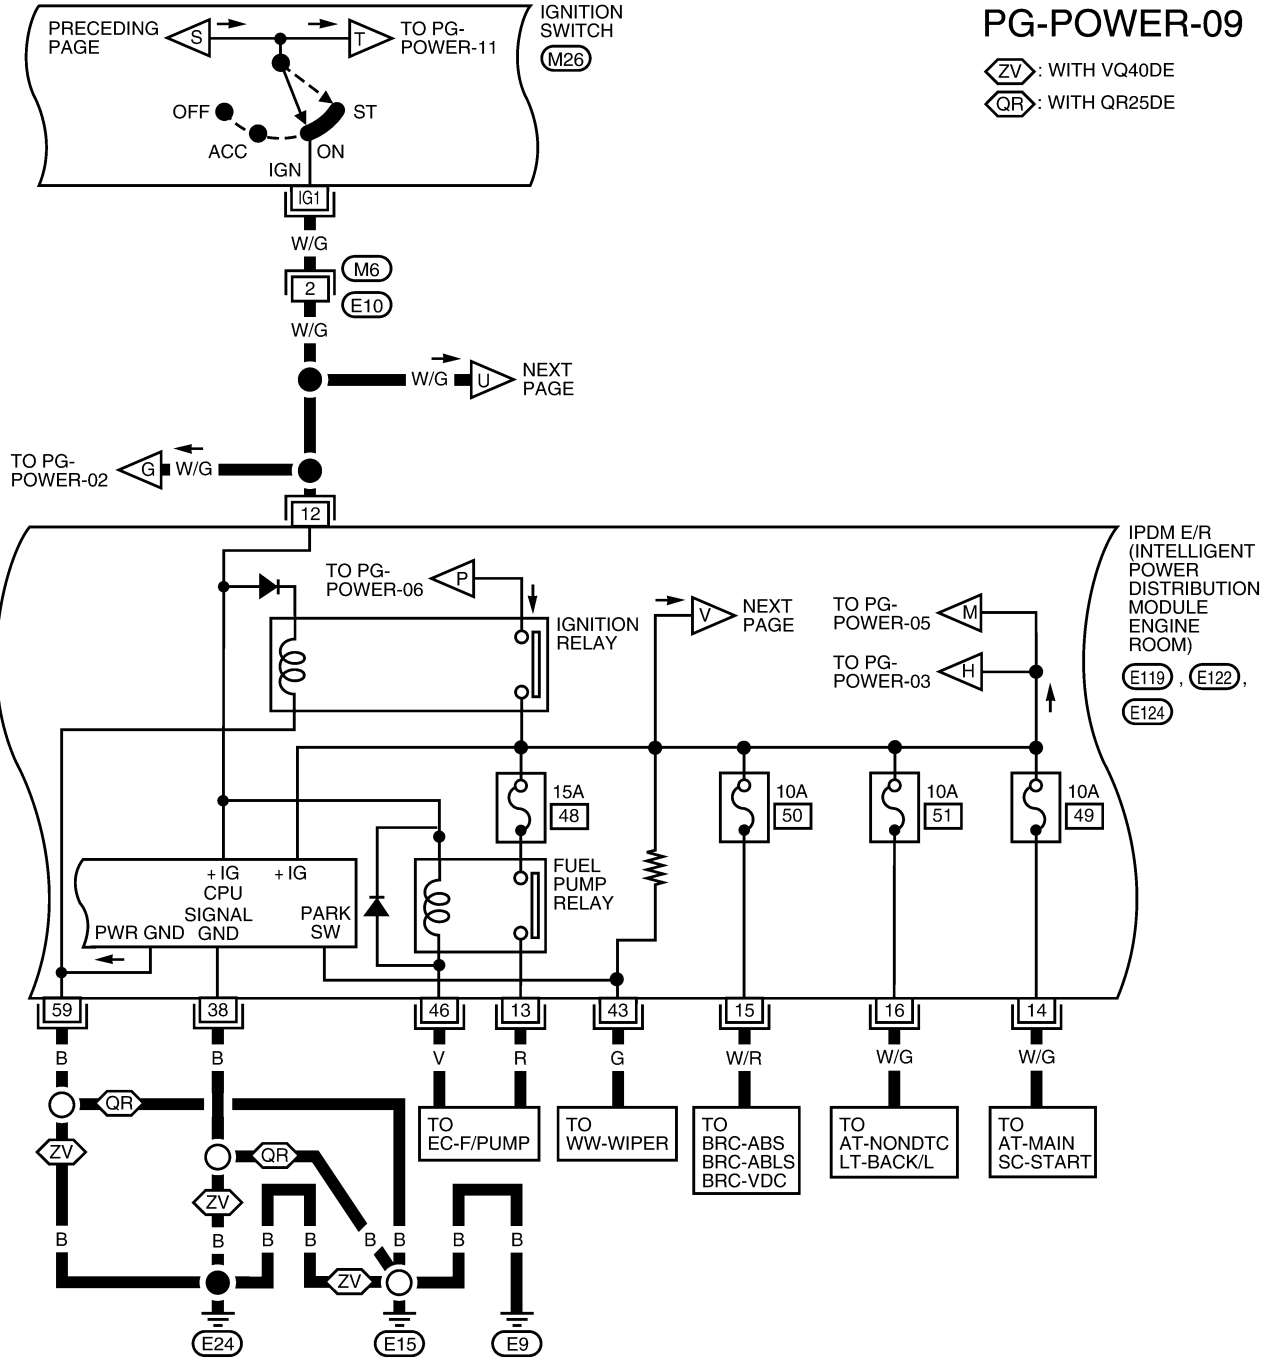 PG-POWER-09
ZV : WITH VQ40DE
QR : WITH QR25DE
PRECEDING
PAGE
S
T
TO PG-
POWER-11
IGNITION
SWITCH
M26
OFF
ACC
ST
ON
IGN
IG1
W/G
M6
2
E10
W/G
W/G
U
NEXT
PAGE
TO PG-
POWER-02
G
W/G
12
IPDM E/R
(INTELLIGENT
POWER
DISTRIBUTION
MODULE
ENGINE
ROOM)
E119 , E122 ,
E124
TO PG-
POWER-06
P
IGNITION
RELAY
V
NEXT
PAGE
TO PG-
POWER-05
M
TO PG-
POWER-03
H
15A
48
10A
50
10A
51
10A
49
FUEL
PUMP
RELAY
+ IG
+ IG
CPU
SIGNAL
GND
PARK
SW
PWR GND
59
38
46
13
43
15
16
14
B
B
V
R
G
W/R
W/G
W/G
QR
ZV
QR
ZV
TO
EC-F/PUMP
TO
WW-WIPER
TO
BRC-ABS
BRC-ABLS
BRC-VDC
TO
AT-NONDTC
LT-BACK/L
TO
AT-MAIN
SC-START
B
B
B
B
B
B
B
B
ZV
E24
E15
E9